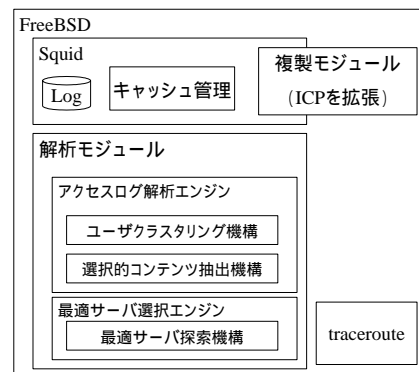 FreeBSD
Squid
Log
キャッシュ管理
複製モジュール
(ICPを拡張)
解析モジュール
アクセスログ解析エンジン
ユーザクラスタリング機構
選択的コンテンツ抽出機構
最適サーバ選択エンジン
最適サーバ探索機構
traceroute